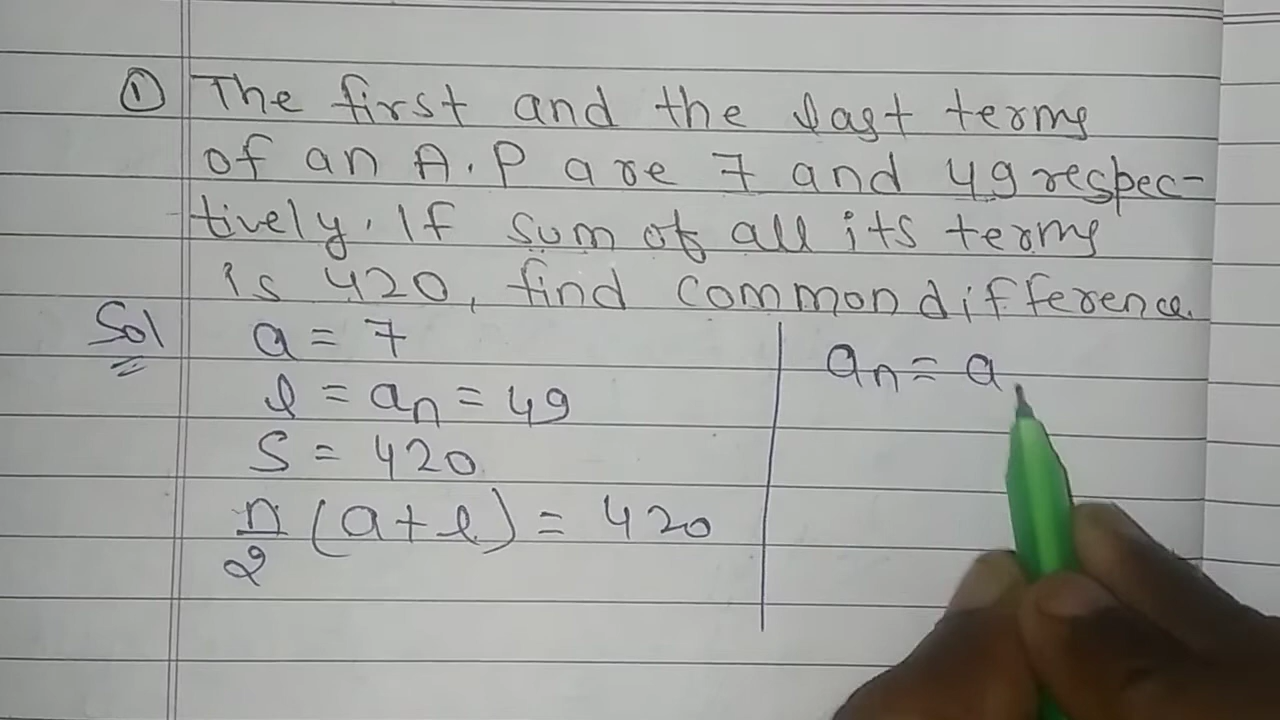 ① The first and the last terms
of an A.P are 7 and 49 respec-
tively. If sum of all its terms
is 420, find common difference.
Sol a = 7
l = an = 49
S = 420
n/2 (a+l) = 420
an = a